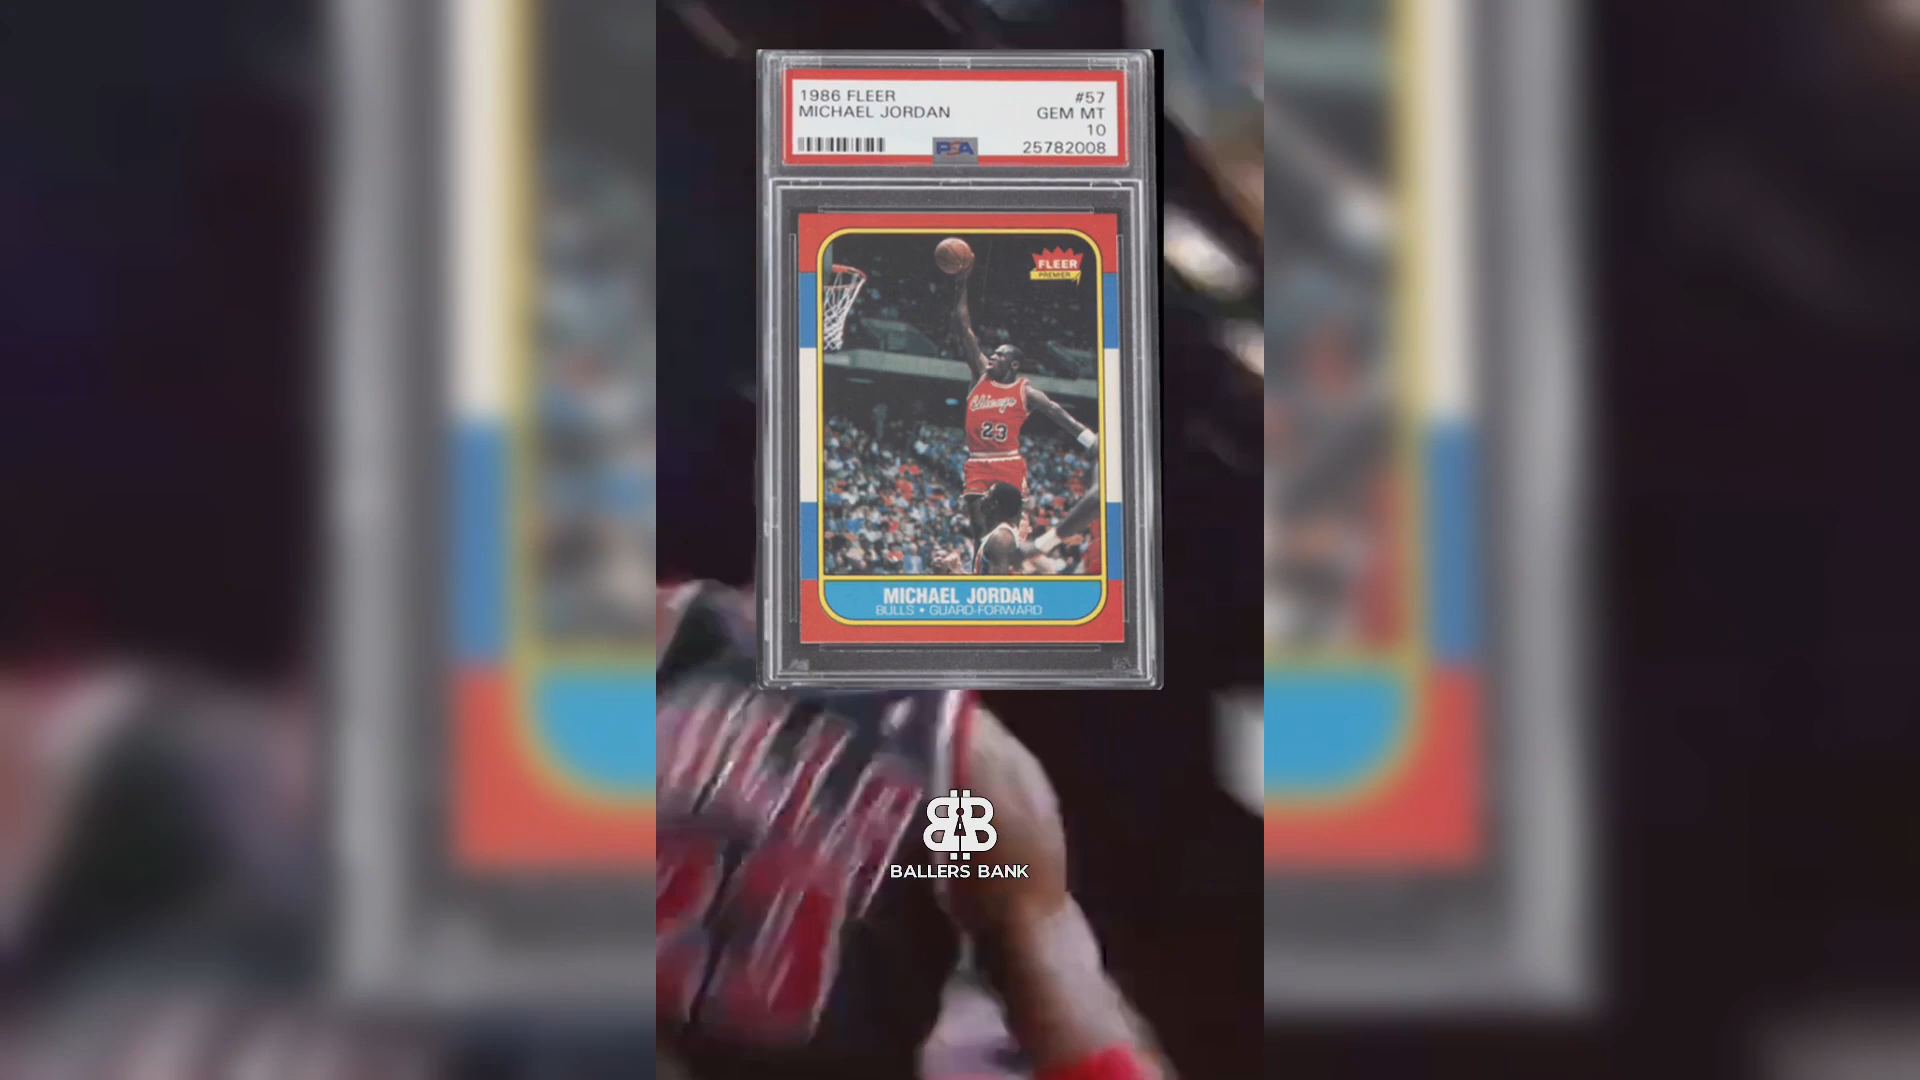 1986 FLEER
MICHAEL JORDAN
#57
GEM MT
10
25782008
PSA
FLEER
PREMIER
Chicago
23
MICHAEL JORDAN
BULLS • GUARD-FORWARD
BALLERS BANK